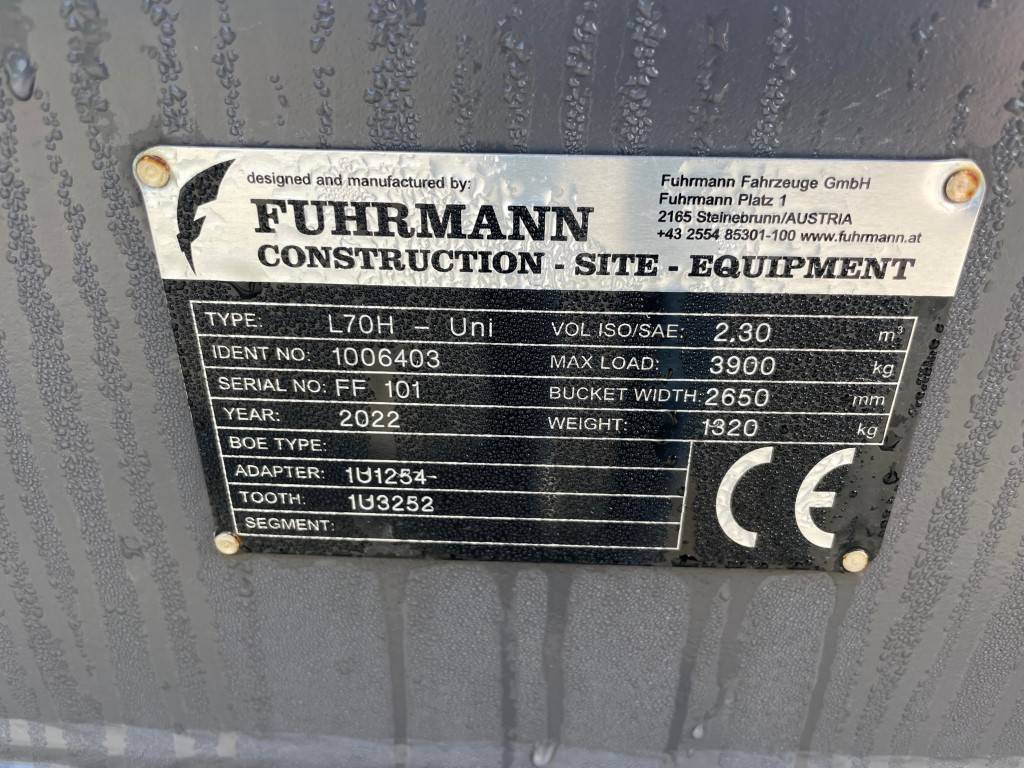 designed and manufactured by:
FUHRMANN
CONSTRUCTION - SITE - EQUIPMENT
Fuhrmann Fahrzeuge GmbH
Fuhrmann Platz 1
2165 Steinebrunn/AUSTRIA
+43 2554 85301-100 www.fuhrmann.at
TYPE: L70H - Uni
IDENT NO: 1006403
SERIAL NO: FF 101
YEAR: 2022
BOE TYPE:
ADAPTER: 1U1254-
TOOTH: 1U3252
SEGMENT:
VOL ISO/SAE: 2.30 m³
MAX LOAD: 3900 kg
BUCKET WIDTH: 2650 mm
WEIGHT: 1320 kg
CE